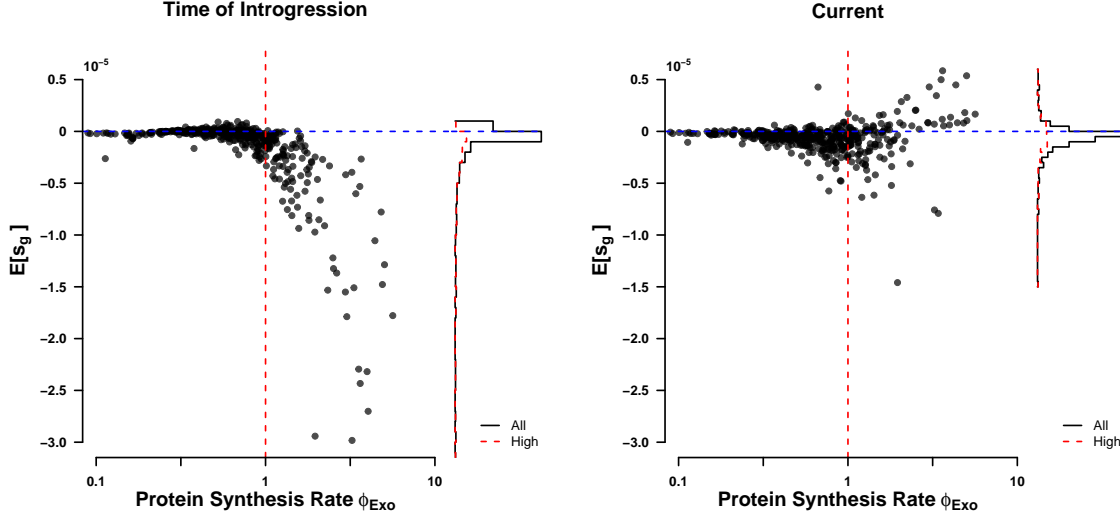 Time of Introgression
10⁻⁵
0.5
0
−0.5
−1.0
−1.5
−2.0
−2.5
−3.0
E[s_g]
0.1
1
10
Protein Synthesis Rate ϕ_Exo
All
High
Current
10⁻⁵
0.5
0
−0.5
−1.0
−1.5
−2.0
−2.5
−3.0
E[s_g]
0.1
1
10
Protein Synthesis Rate ϕ_Exo
All
High